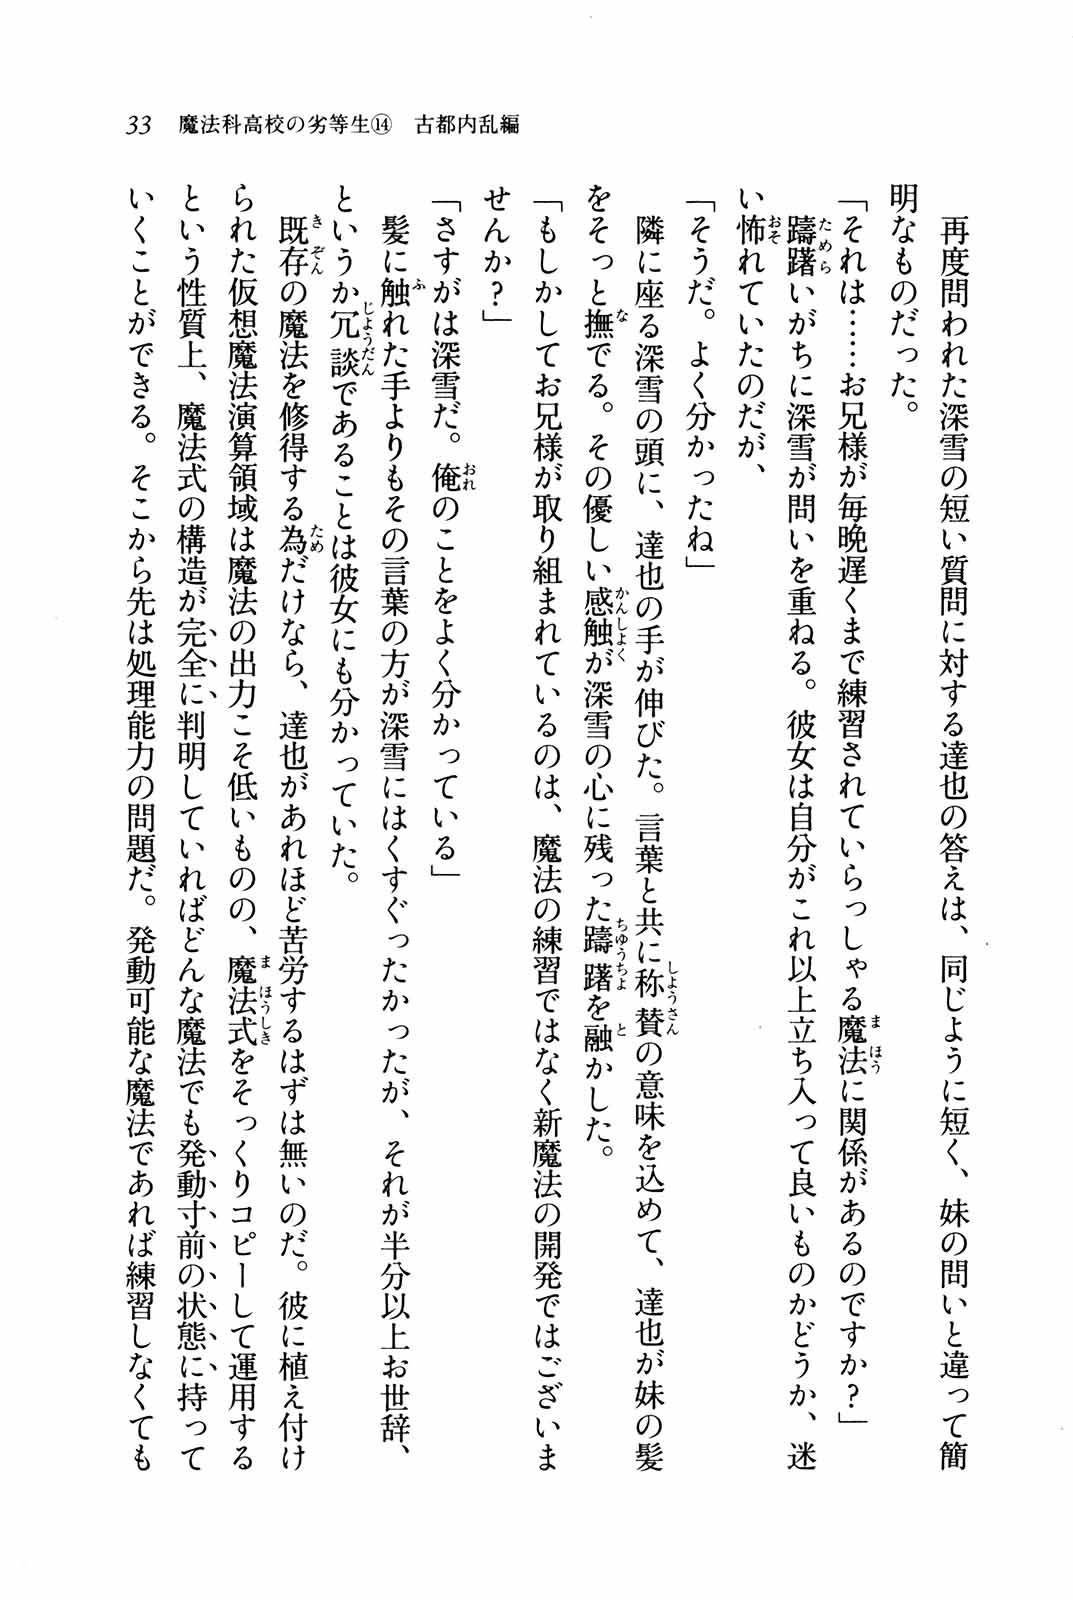 33　魔法科高校の劣等生⑭　古都内乱編
　再度問われた深雪の短い質問に対する達也の答えは、同じように短く、妹の問いと違って簡
明なものだった。
「それは……お兄様が毎晩遅くまで練習されていらっしゃる魔法に関係があるのですか？」
　躊躇いがちに深雪が問いを重ねる。彼女は自分がこれ以上立ち入って良いものかどうか、迷
い怖れていたのだが、
「そうだ。よく分かったね」
　隣に座る深雪の頭に、達也の手が伸びた。言葉と共に称賛の意味を込めて、達也が妹の髪
をそっと撫でる。その優しい感触が深雪の心に残った躊躇を融かした。
「もしかしてお兄様が取り組まれているのは、魔法の練習ではなく新魔法の開発ではございま
せんか？」
「さすがは深雪だ。俺のことをよく分かっている」
　髪に触れた手よりもその言葉の方が深雪にはくすぐったかったが、それが半分以上お世辞、
というか冗談であることは彼女にも分かっていた。
　既存の魔法を修得する為だけなら、達也があれほど苦労するはずは無いのだ。彼に植え付け
られた仮想魔法演算領域は魔法の出力こそ低いものの、魔法式をそっくりコピーして運用する
という性質上、魔法式の構造が完全に判明していればどんな魔法でも発動寸前の状態に持って
いくことができる。そこから先は処理能力の問題だ。発動可能な魔法であれば練習しなくても